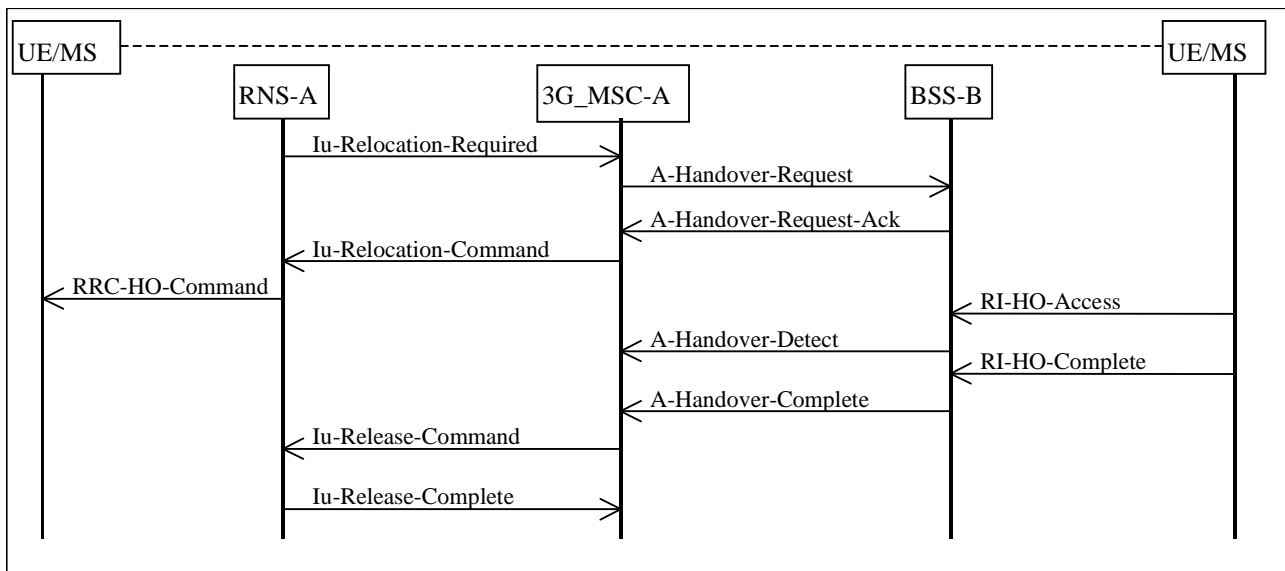 UE/MS
UE/MS
RNS-A
3G_MSC-A
BSS-B
Iu-Relocation-Required
A-Handover-Request
A-Handover-Request-Ack
Iu-Relocation-Command
RRC-HO-Command
RI-HO-Access
A-Handover-Detect
RI-HO-Complete
A-Handover-Complete
Iu-Release-Command
Iu-Release-Complete